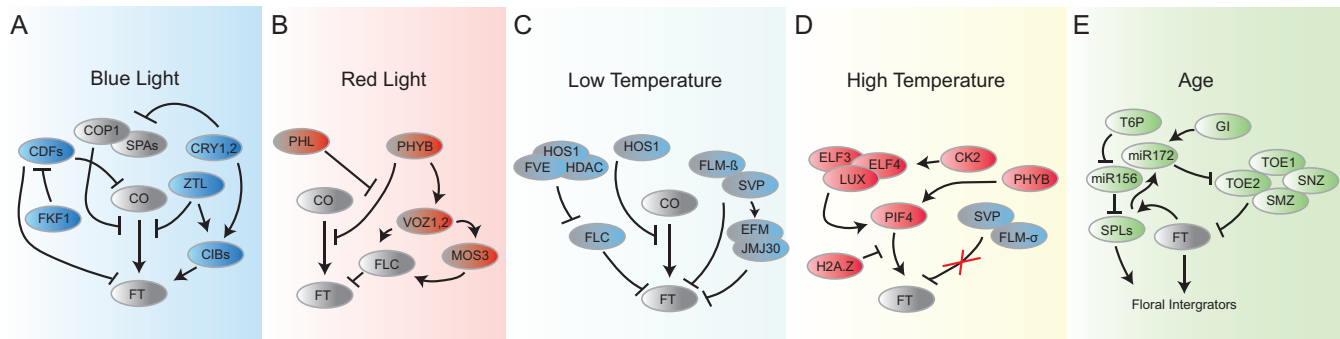 A
Blue Light
COP1
SPAs
CDFs
CRY1,2
ZTL
CO
FKF1
CIBs
FT
B
Red Light
PHL
PHYB
CO
VOZ1,2
FLC
MOS3
FT
C
Low Temperature
HOS1
FVE
HDAC
HOS1
FLM-ß
SVP
CO
FLC
EFM
JMJ30
FT
D
High Temperature
ELF3
ELF4
LUX
CK2
PHYB
PIF4
SVP
FLM-σ
H2A.Z
FT
E
Age
T6P
GI
miR172
miR156
TOE1
TOE2
SNZ
SMZ
SPLs
FT
Floral Intergrators